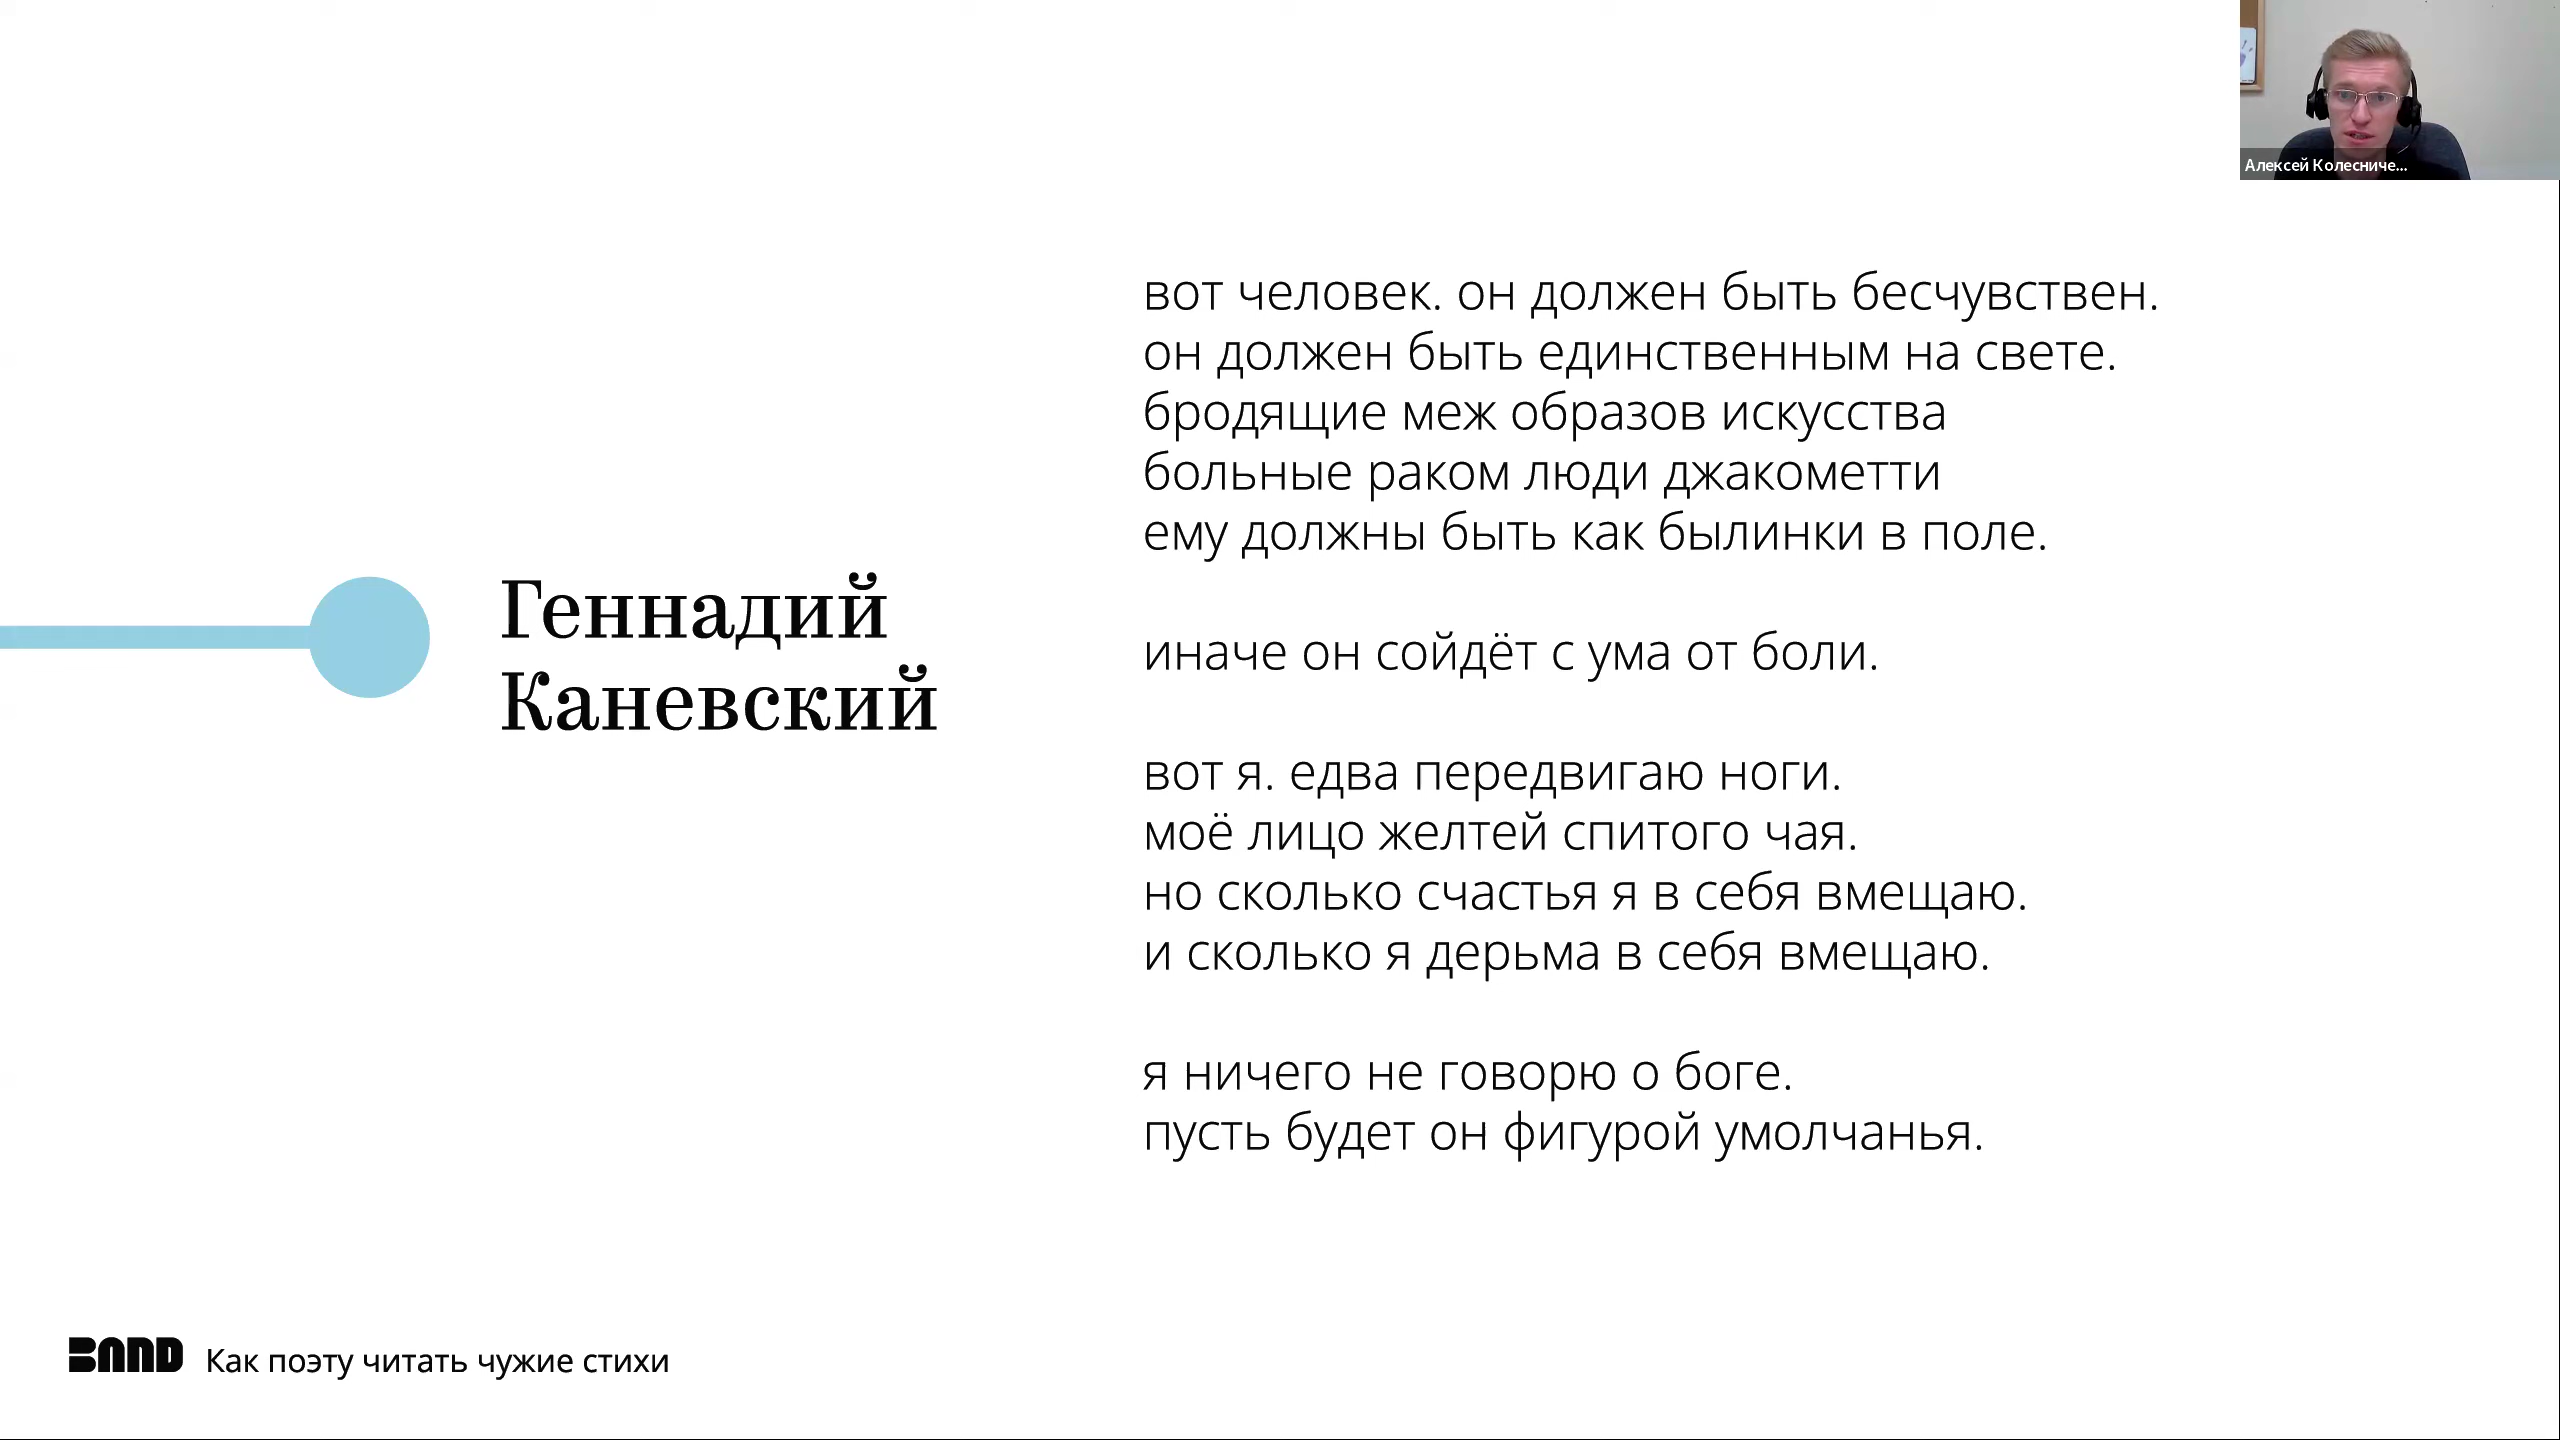 Алексей Колесниче...
вот человек. он должен быть бесчувствен.
он должен быть единственным на свете.
бродящие меж образов искусства
больные раком люди джакометти
ему должны быть как былинки в поле.
иначе он сойдёт с ума от боли.
Геннадий
Каневский
вот я. едва передвигаю ноги.
моё лицо желтей спитого чая.
но сколько счастья я в себя вмещаю.
и сколько я дерьма в себя вмещаю.
я ничего не говорю о боге.
пусть будет он фигурой умолчанья.
BAND Как поэту читать чужие стихи